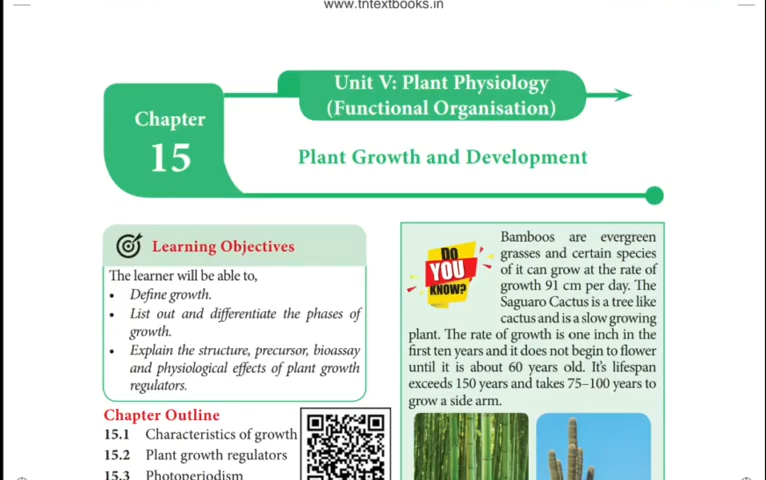 www.tntextbooks.in
Unit V: Plant Physiology
(Functional Organisation)
Chapter
15
Plant Growth and Development
Learning Objectives
The learner will be able to,
• Define growth.
• List out and differentiate the phases of
growth.
• Explain the structure, precursor, bioassay
and physiological effects of plant growth
regulators.
Chapter Outline
15.1 Characteristics of growth
15.2 Plant growth regulators
15.3 Photoperiodism
DO
YOU
KNOW?
Bamboos are evergreen
grasses and certain species
of it can grow at the rate of
growth 91 cm per day. The
Saguaro Cactus is a tree like
cactus and is a slow growing
plant. The rate of growth is one inch in the
first ten years and it does not begin to flower
until it is about 60 years old. It's lifespan
exceeds 150 years and takes 75–100 years to
grow a side arm.